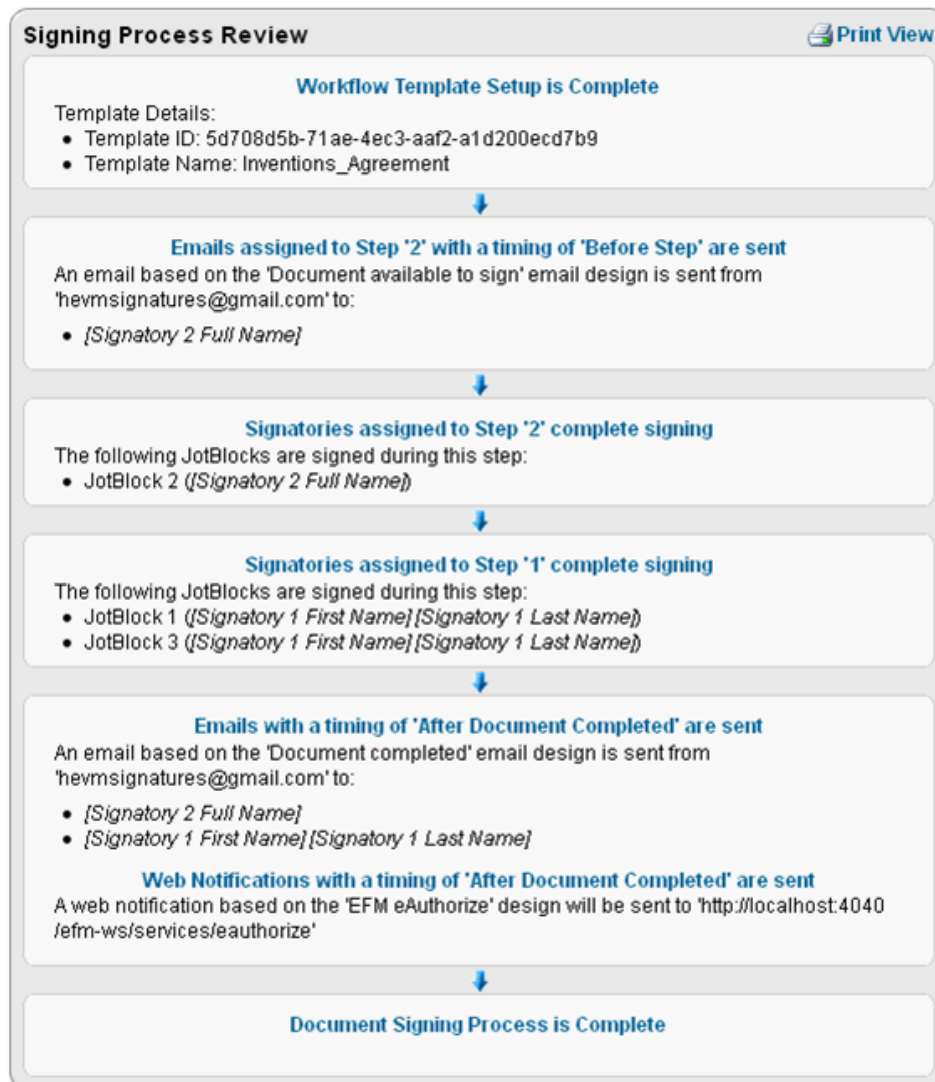 Signing Process Review
Print View
Workflow Template Setup is Complete
Template Details:
• Template ID: 5d708d5b-71ae-4ec3-aaf2-a1d200ecd7b9
• Template Name: Inventions_Agreement
Emails assigned to Step '2' with a timing of 'Before Step' are sent
An email based on the 'Document available to sign' email design is sent from
'hevmsignatures@gmail.com' to:
• [Signatory 2 Full Name]
Signatories assigned to Step '2' complete signing
The following JotBlocks are signed during this step:
• JotBlock 2 ([Signatory 2 Full Name])
Signatories assigned to Step '1' complete signing
The following JotBlocks are signed during this step:
• JotBlock 1 ([Signatory 1 First Name] [Signatory 1 Last Name])
• JotBlock 3 ([Signatory 1 First Name] [Signatory 1 Last Name])
Emails with a timing of 'After Document Completed' are sent
An email based on the 'Document completed' email design is sent from
'hevmsignatures@gmail.com' to:
• [Signatory 2 Full Name]
• [Signatory 1 First Name] [Signatory 1 Last Name]
Web Notifications with a timing of 'After Document Completed' are sent
A web notification based on the 'EFM eAuthorize' design will be sent to 'http://localhost:4040
/efm-ws/services/eauthorize'
Document Signing Process is Complete